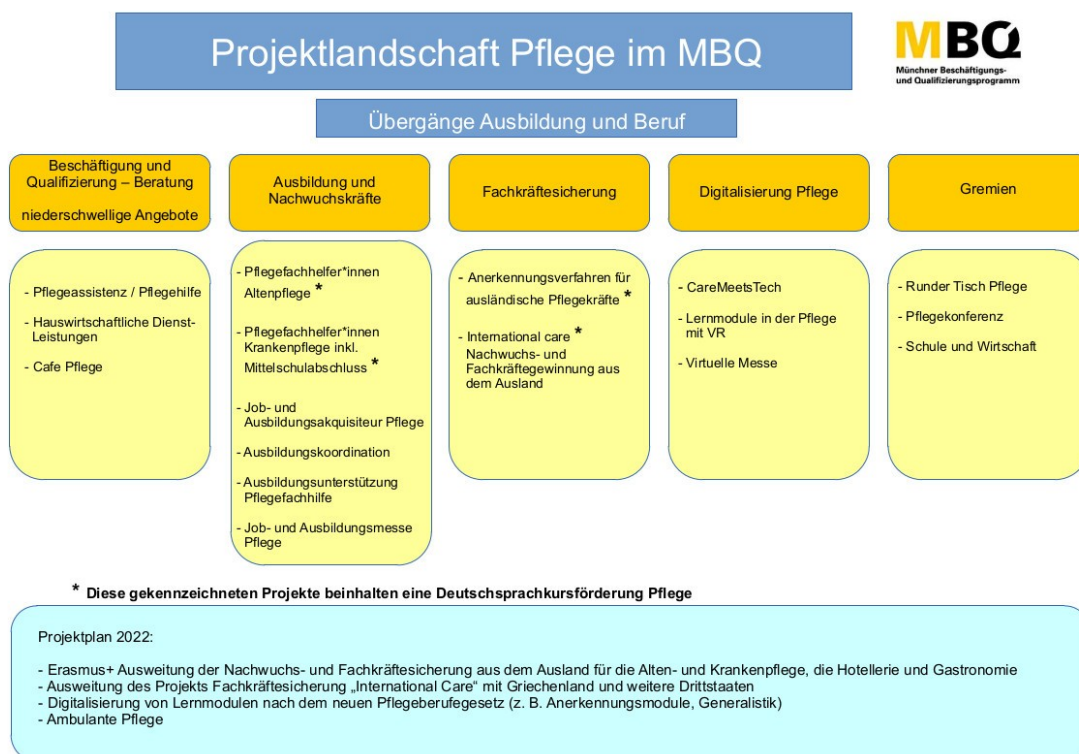 Projektlandschaft Pflege im MBQ
MBQ
Münchner Beschäftigungs-
und Qualifizierungsprogramm
Übergänge Ausbildung und Beruf
Beschäftigung und
Qualifizierung – Beratung
niederschwellige Angebote
- Pflegeassistenz / Pflegehilfe
- Hauswirtschaftliche Dienst-
Leistungen
- Cafe Pflege
Ausbildung und
Nachwuchskräfte
- Pflegefachhelfer*innen
Altenpflege *
- Pflegefachhelfer*innen
Krankenpflege inkl.
Mittelschulabschluss *
- Job- und
Ausbildungsakquisiteur Pflege
- Ausbildungskoordination
- Ausbildungsunterstützung
Pflegefachhilfe
- Job- und Ausbildungsmesse
Pflege
Fachkräftesicherung
- Anerkennungsverfahren für
ausländische Pflegekräfte *
- International care *
Nachwuchs- und
Fachkräftegewinnung aus
dem Ausland
Digitalisierung Pflege
- CareMeetsTech
- Lernmodule in der Pflege
mit VR
- Virtuelle Messe
Gremien
- Runder Tisch Pflege
- Pflegekonferenz
- Schule und Wirtschaft
* Diese gekennzeichneten Projekte beinhalten eine Deutschsprachkursförderung Pflege
Projektplan 2022:
- Erasmus+ Ausweitung der Nachwuchs- und Fachkräftesicherung aus dem Ausland für die Alten- und Krankenpflege, die Hotellerie und Gastronomie
- Ausweitung des Projekts Fachkräftesicherung „International Care“ mit Griechenland und weitere Drittstaaten
- Digitalisierung von Lernmodulen nach dem neuen Pflegeberufegesetz (z. B. Anerkennungsmodule, Generalistik)
- Ambulante Pflege